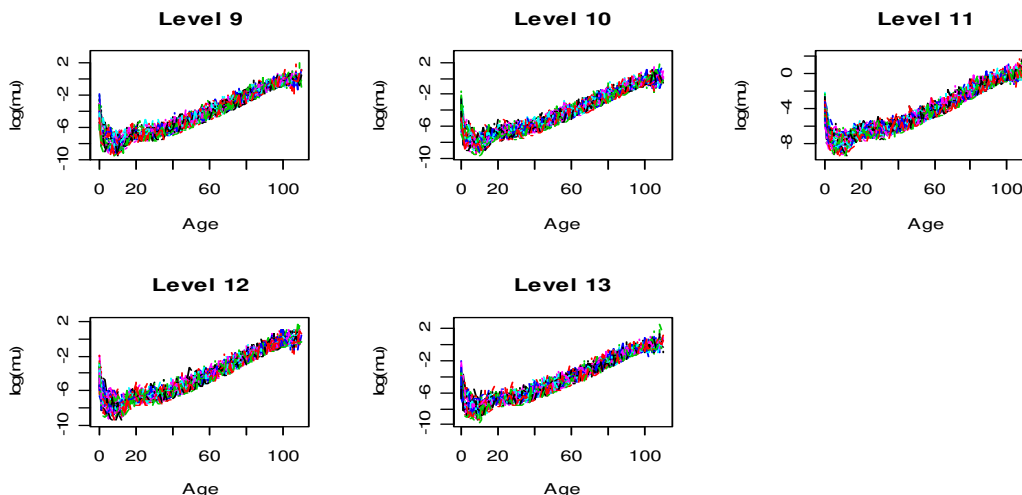 Level 9 Level 10 Level 11
log(mu) 2 -2 -6 -10 log(mu) 2 -2 -6 -10 log(mu) 0 -4 -8
0 20 60 100 0 20 60 100 0 20 60 100
Age Age Age
Level 12 Level 13
log(mu) 2 -2 -6 -10 log(mu) 2 -2 -6 -10
0 20 60 100 0 20 60 100
Age Age